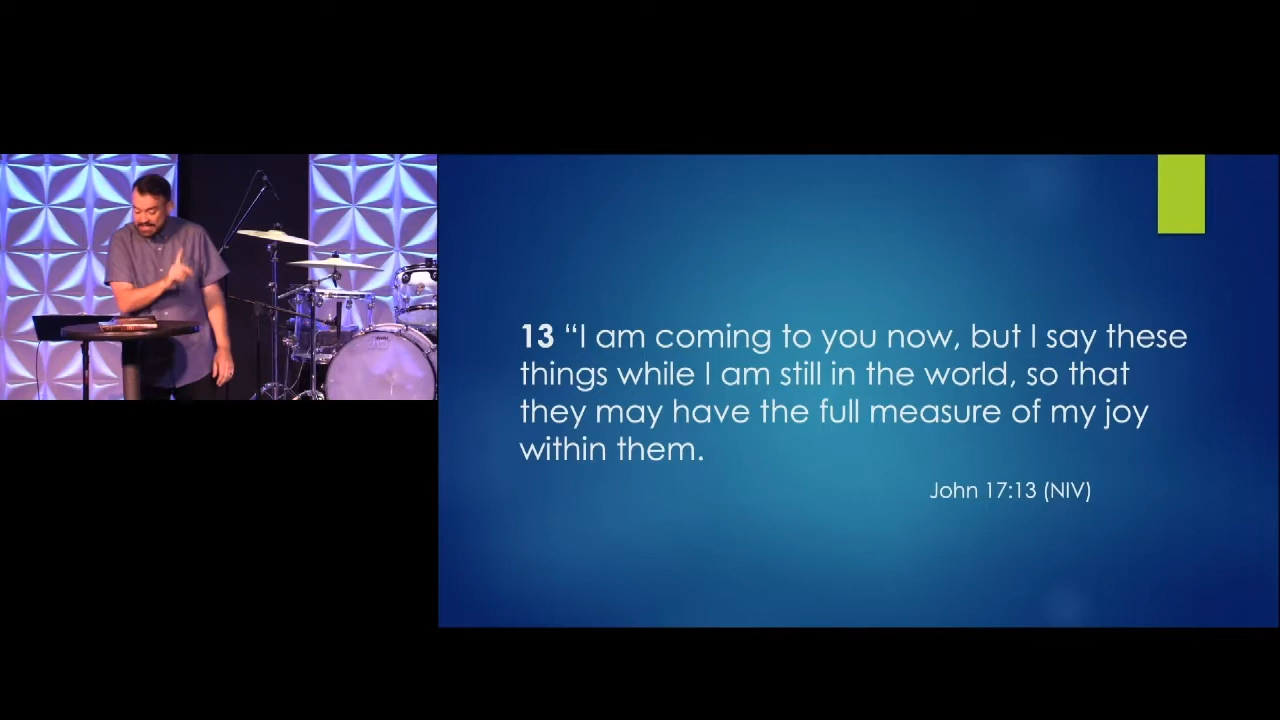 13 “I am coming to you now, but I say these
things while I am still in the world, so that
they may have the full measure of my joy
within them.
John 17:13 (NIV)